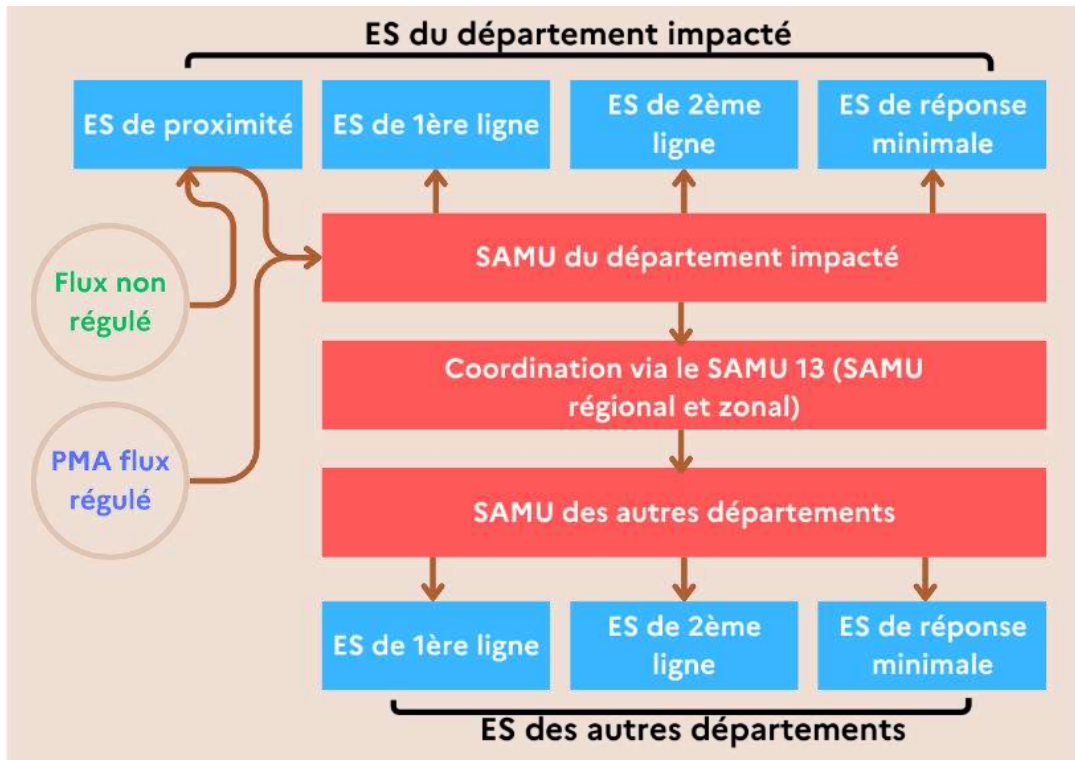 ES du département impacté
ES de proximité
ES de 1ère ligne
ES de 2ème
ligne
ES de réponse
minimale
SAMU du département impacté
Flux non
régulé
Coordination via le SAMU 13 (SAMU
régional et zonal)
PMA flux
régulé
SAMU des autres départements
ES de 1ère ligne
ES de 2ème
ligne
ES de réponse
minimale
ES des autres départements